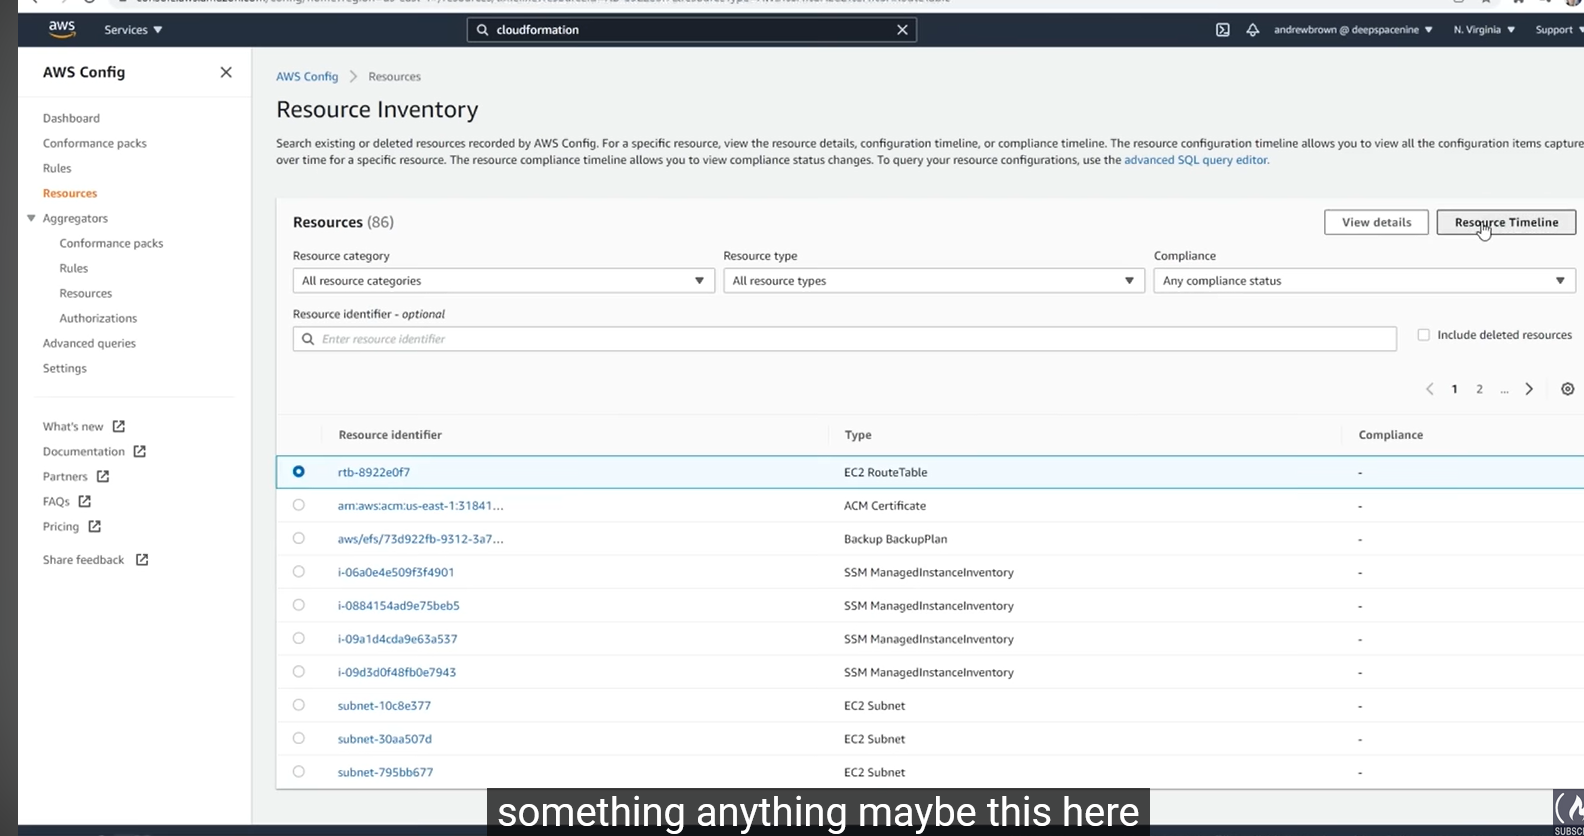 aws
Services
cloudformation
andrewbrown @ deepspacenine
N. Virginia
Support
AWS Config
Dashboard
Conformance packs
Rules
Resources
Aggregators
Conformance packs
Rules
Resources
Authorizations
Advanced queries
Settings
What's new
Documentation
Partners
FAQs
Pricing
Share feedback
AWS Config > Resources
Resource Inventory
Search existing or deleted resources recorded by AWS Config. For a specific resource, view the resource details, configuration timeline, or compliance timeline. The resource configuration timeline allows you to view all the configuration items capture
over time for a specific resource. The resource compliance timeline allows you to view compliance status changes. To query your resource configurations, use the advanced SQL query editor.
Resources (86)
View details
Resource Timeline
Resource category
Resource type
Compliance
All resource categories
All resource types
Any compliance status
Resource identifier - optional
Enter resource identifier
Include deleted resources
1 2 ...
Resource identifier Type Compliance
rtb-8922e0f7 EC2 RouteTable -
arn:aws:acm:us-east-1:31841... ACM Certificate -
aws/efs/73d922fb-9312-3a7... Backup BackupPlan -
i-06a0e4e509f3f4901 SSM ManagedInstanceInventory -
i-0884154ad9e75beb5 SSM ManagedInstanceInventory -
i-09a1d4cda9e63a537 SSM ManagedInstanceInventory -
i-09d3d0f48fb0e7943 SSM ManagedInstanceInventory -
subnet-10c8e377 EC2 Subnet -
subnet-30aa507d EC2 Subnet -
subnet-795bb677 EC2 Subnet -
something anything maybe this here
SUBSC